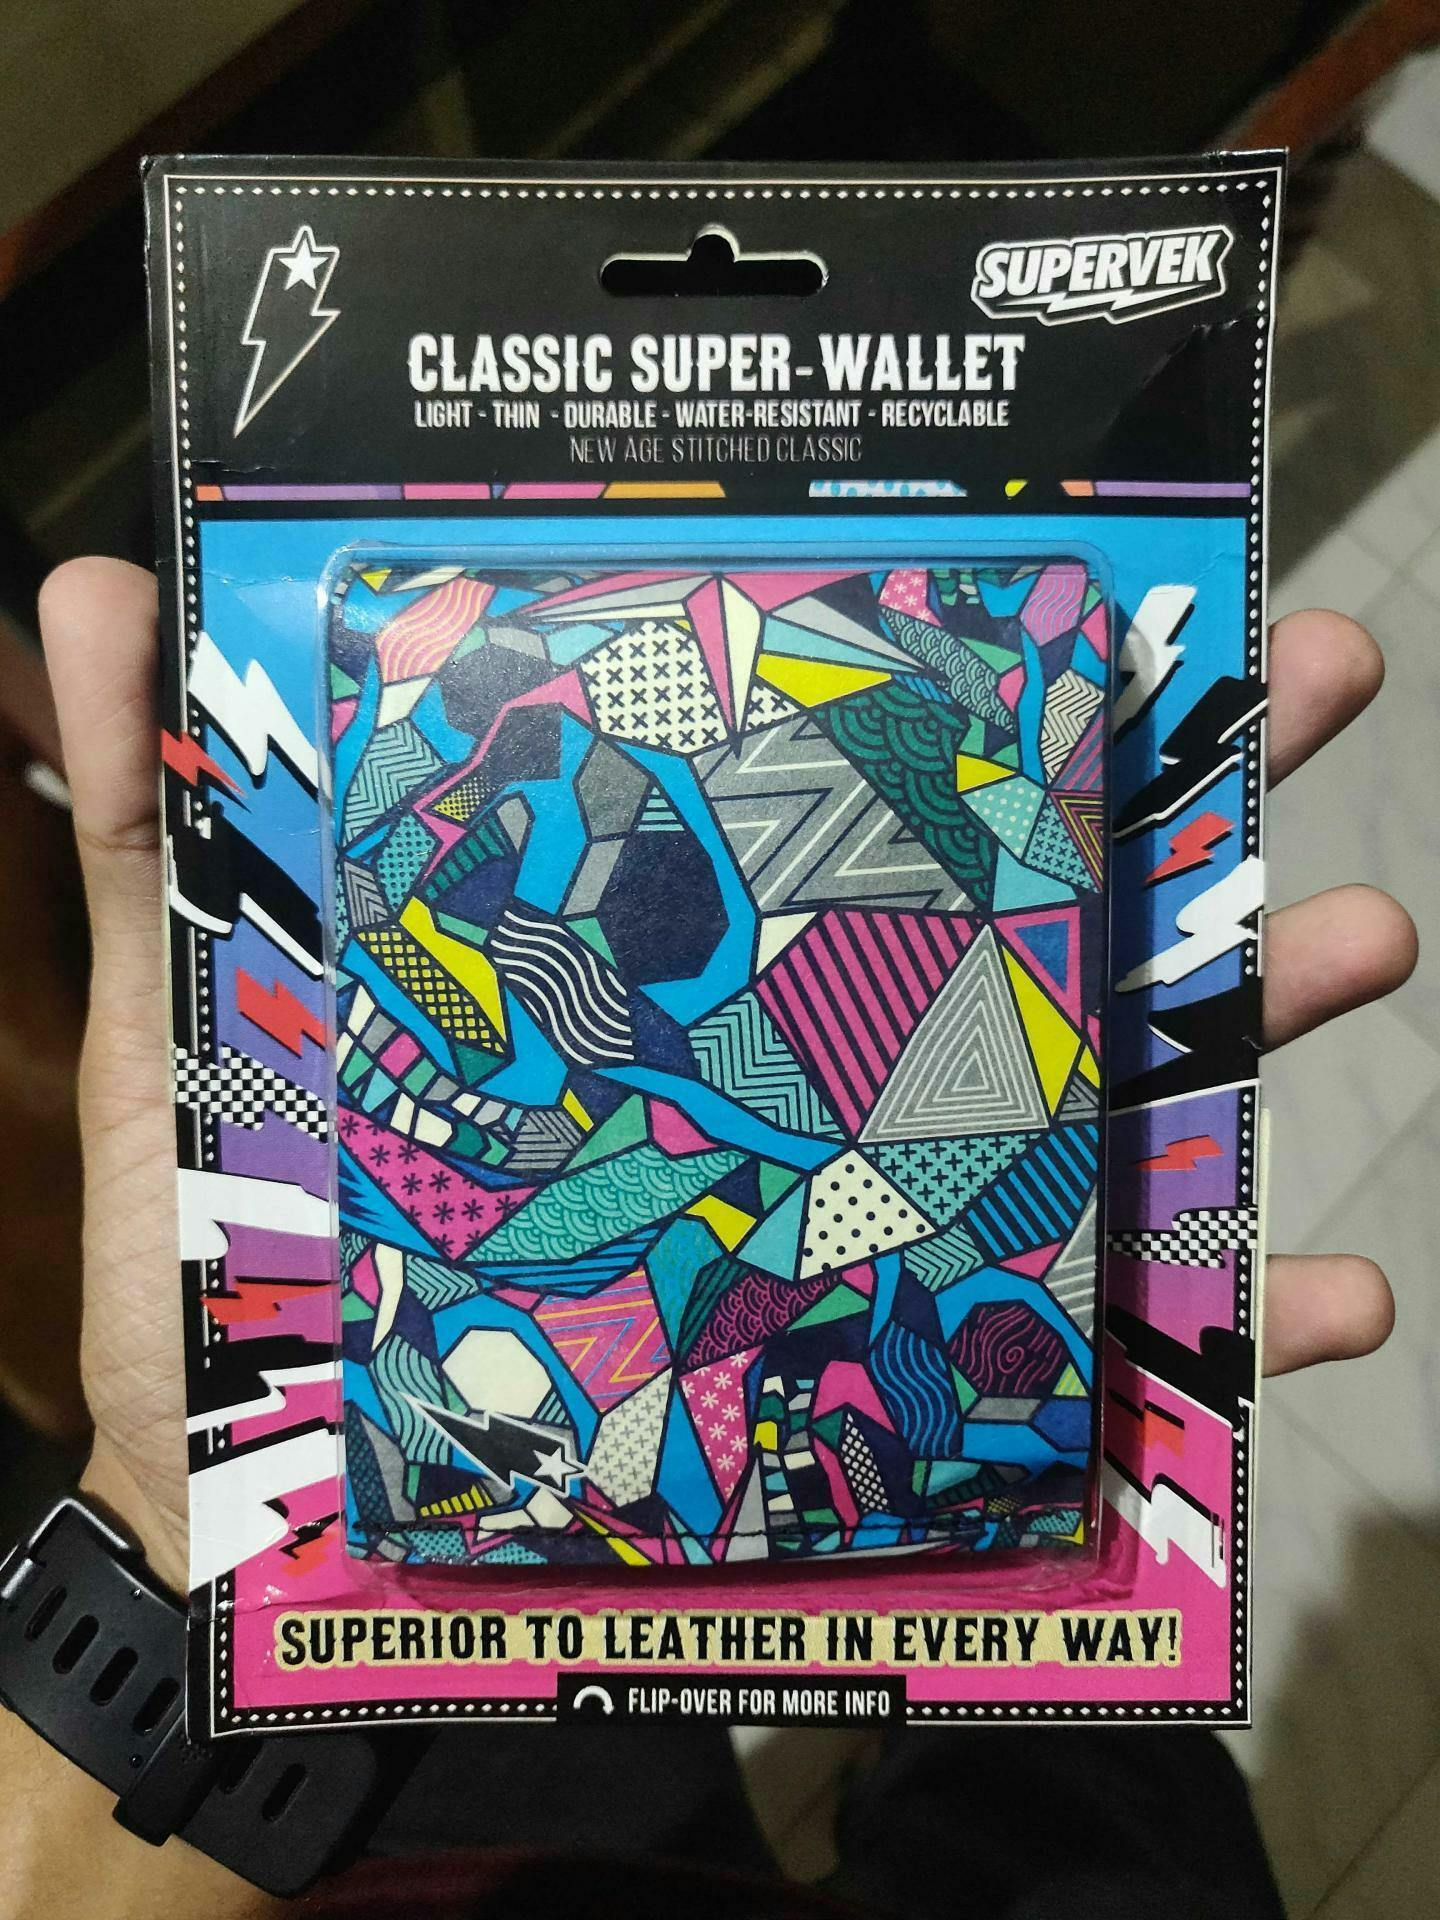 SUPERVEK
CLASSIC SUPER-WALLET
LIGHT - THIN - DURABLE - WATER-RESISTANT - RECYCLABLE
NEW AGE STITCHED CLASSIC
SUPERIOR TO LEATHER IN EVERY WAY!
FLIP-OVER FOR MORE INFO